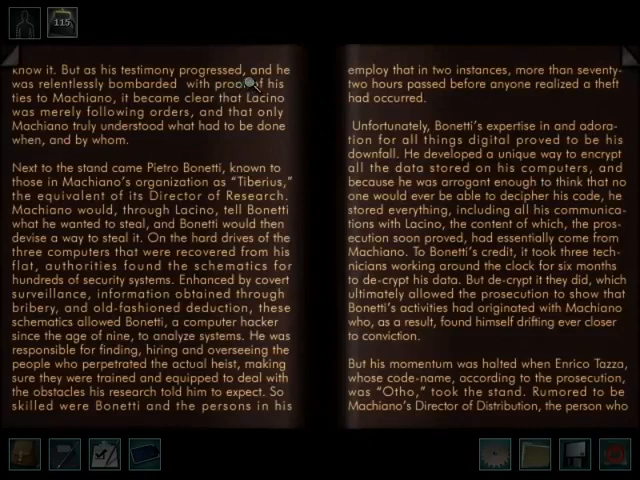 115
know it. But as his testimony progressed, and he
was relentlessly bombarded with proof of his
ties to Machiano, it became clear that Lacino
was merely following orders, and that only
Machiano truly understood what had to be done
when, and by whom.
Next to the stand came Pietro Bonetti, known to
those in Machiano's organization as "Tiberius,"
the equivalent of its Director of Research.
Machiano would, through Lacino, tell Bonetti
what he wanted to steal, and Bonetti would then
devise a way to steal it. On the hard drives of the
three computers that were recovered from his
flat, authorities found the schematics for
hundreds of security systems. Enhanced by covert
surveillance, information obtained through
bribery, and old-fashioned deduction, these
schematics allowed Bonetti, a computer hacker
since the age of nine, to analyze systems. He was
responsible for finding, hiring and overseeing the
people who perpetrated the actual heist, making
sure they were trained and equipped to deal with
the obstacles his research told him to expect. So
skilled were Bonetti and the persons in his
employ that in two instances, more than seventy-
two hours passed before anyone realized a theft
had occurred.
Unfortunately, Bonetti's expertise in and adora-
tion for all things digital proved to be his
downfall. He developed a unique way to encrypt
all the data stored on his computers, and
because he was arrogant enough to think that no
one would ever be able to decipher his code, he
stored everything, including all his communica-
tions with Lacino, the content of which, the pros-
ecution soon proved, had essentially come from
Machiano. To Bonetti's credit, it took three tech-
nicians working around the clock for six months
to de-crypt his data. But de-crypt it they did, which
ultimately allowed the prosecution to show that
Bonetti's activities had originated with Machiano
who, as a result, found himself drifting ever closer
to conviction.
But his momentum was halted when Enrico Tazza,
whose code-name, according to the prosecution,
was "Otho," took the stand. Rumored to be
Machiano's Director of Distribution, the person who